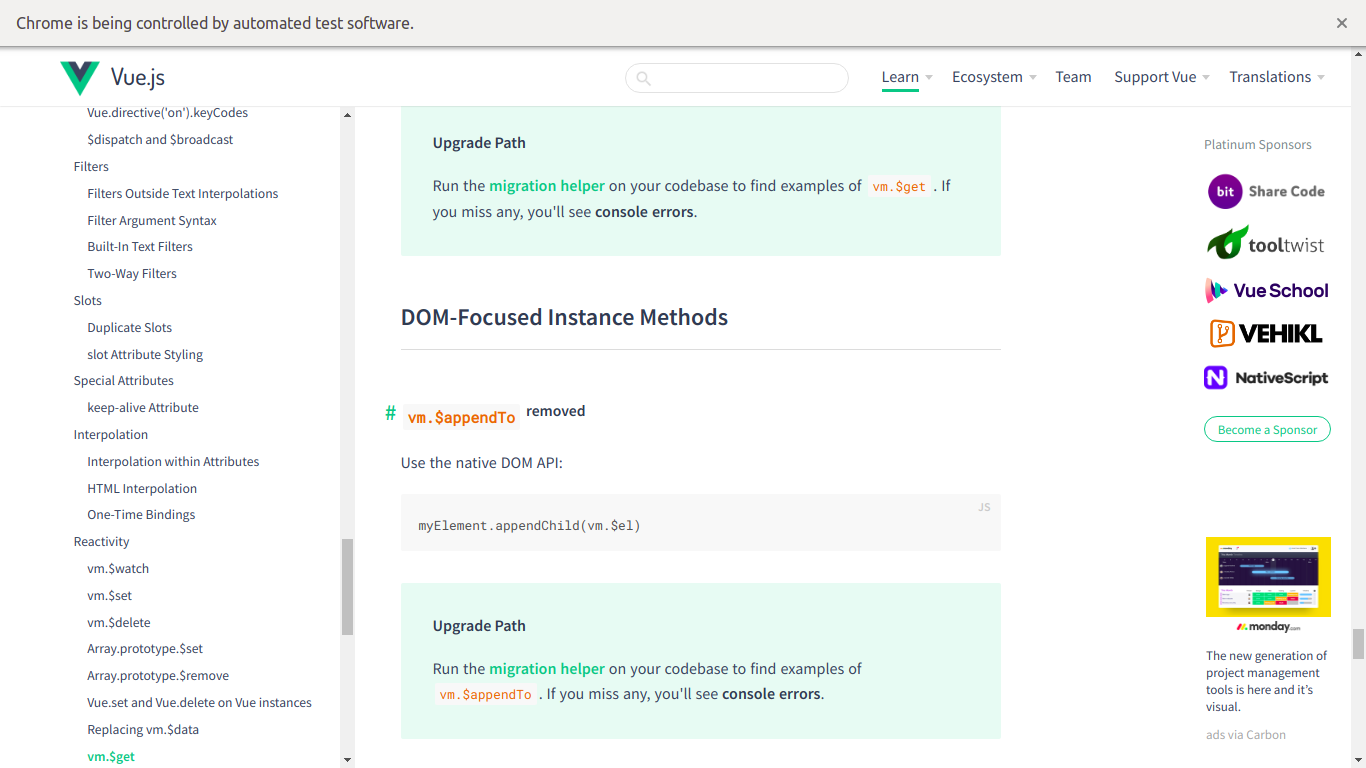 Chrome is being controlled by automated test software.
Vue.js
Learn
Ecosystem
Team
Support Vue
Translations
Vue.directive('on').keyCodes
$dispatch and $broadcast
Filters
Filters Outside Text Interpolations
Filter Argument Syntax
Built-In Text Filters
Two-Way Filters
Slots
Duplicate Slots
slot Attribute Styling
Special Attributes
keep-alive Attribute
Interpolation
Interpolation within Attributes
HTML Interpolation
One-Time Bindings
Reactivity
vm.$watch
vm.$set
vm.$delete
Array.prototype.$set
Array.prototype.$remove
Vue.set and Vue.delete on Vue instances
Replacing vm.$data
vm.$get
Upgrade Path
Run the migration helper on your codebase to find examples of vm.$get . If
you miss any, you'll see console errors.
DOM-Focused Instance Methods
# vm.$appendTo removed
Use the native DOM API:
JS
myElement.appendChild(vm.$el)
Upgrade Path
Run the migration helper on your codebase to find examples of
vm.$appendTo . If you miss any, you'll see console errors.
Platinum Sponsors
bit Share Code
tooltwist
Vue School
VEHIKL
N NativeScript
Become a Sponsor
monday.com
The new generation of
project management
tools is here and it's
visual.
ads via Carbon